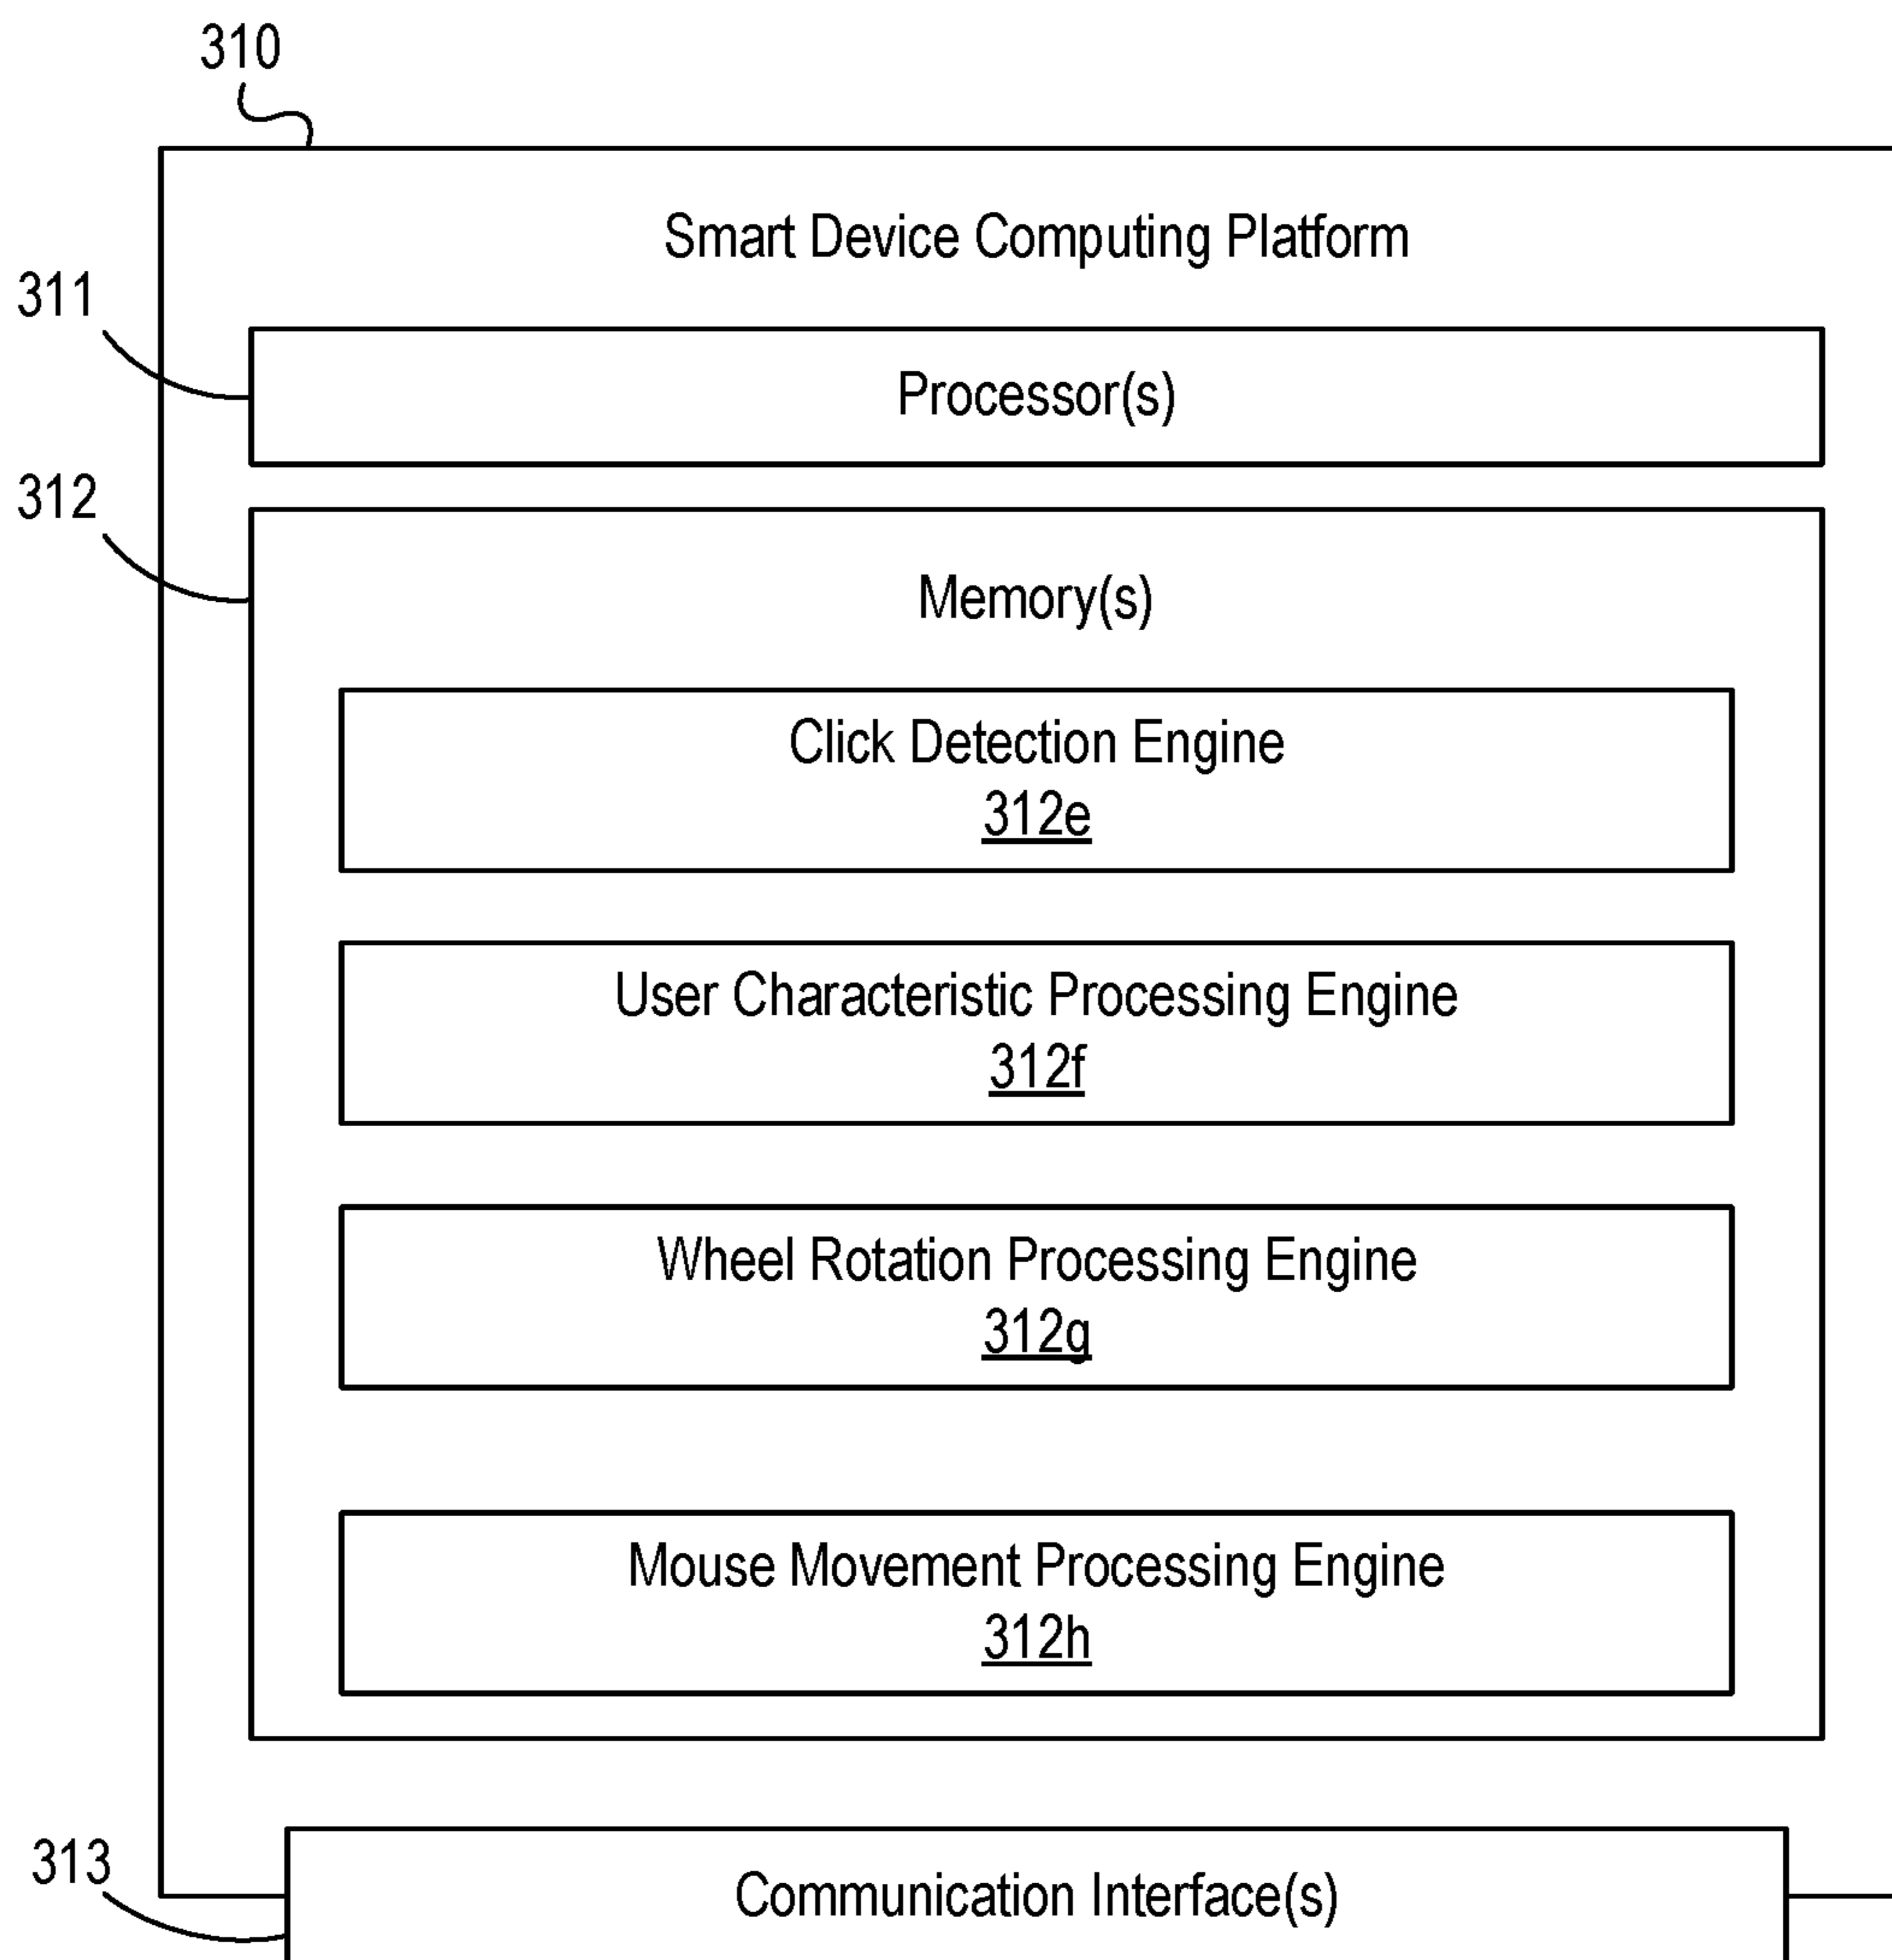 310
Smart Device Computing Platform
311
Processor(s)
312
Memory(s)
Click Detection Engine
312e
User Characteristic Processing Engine
312f
Wheel Rotation Processing Engine
312g
Mouse Movement Processing Engine
312h
313
Communication Interface(s)